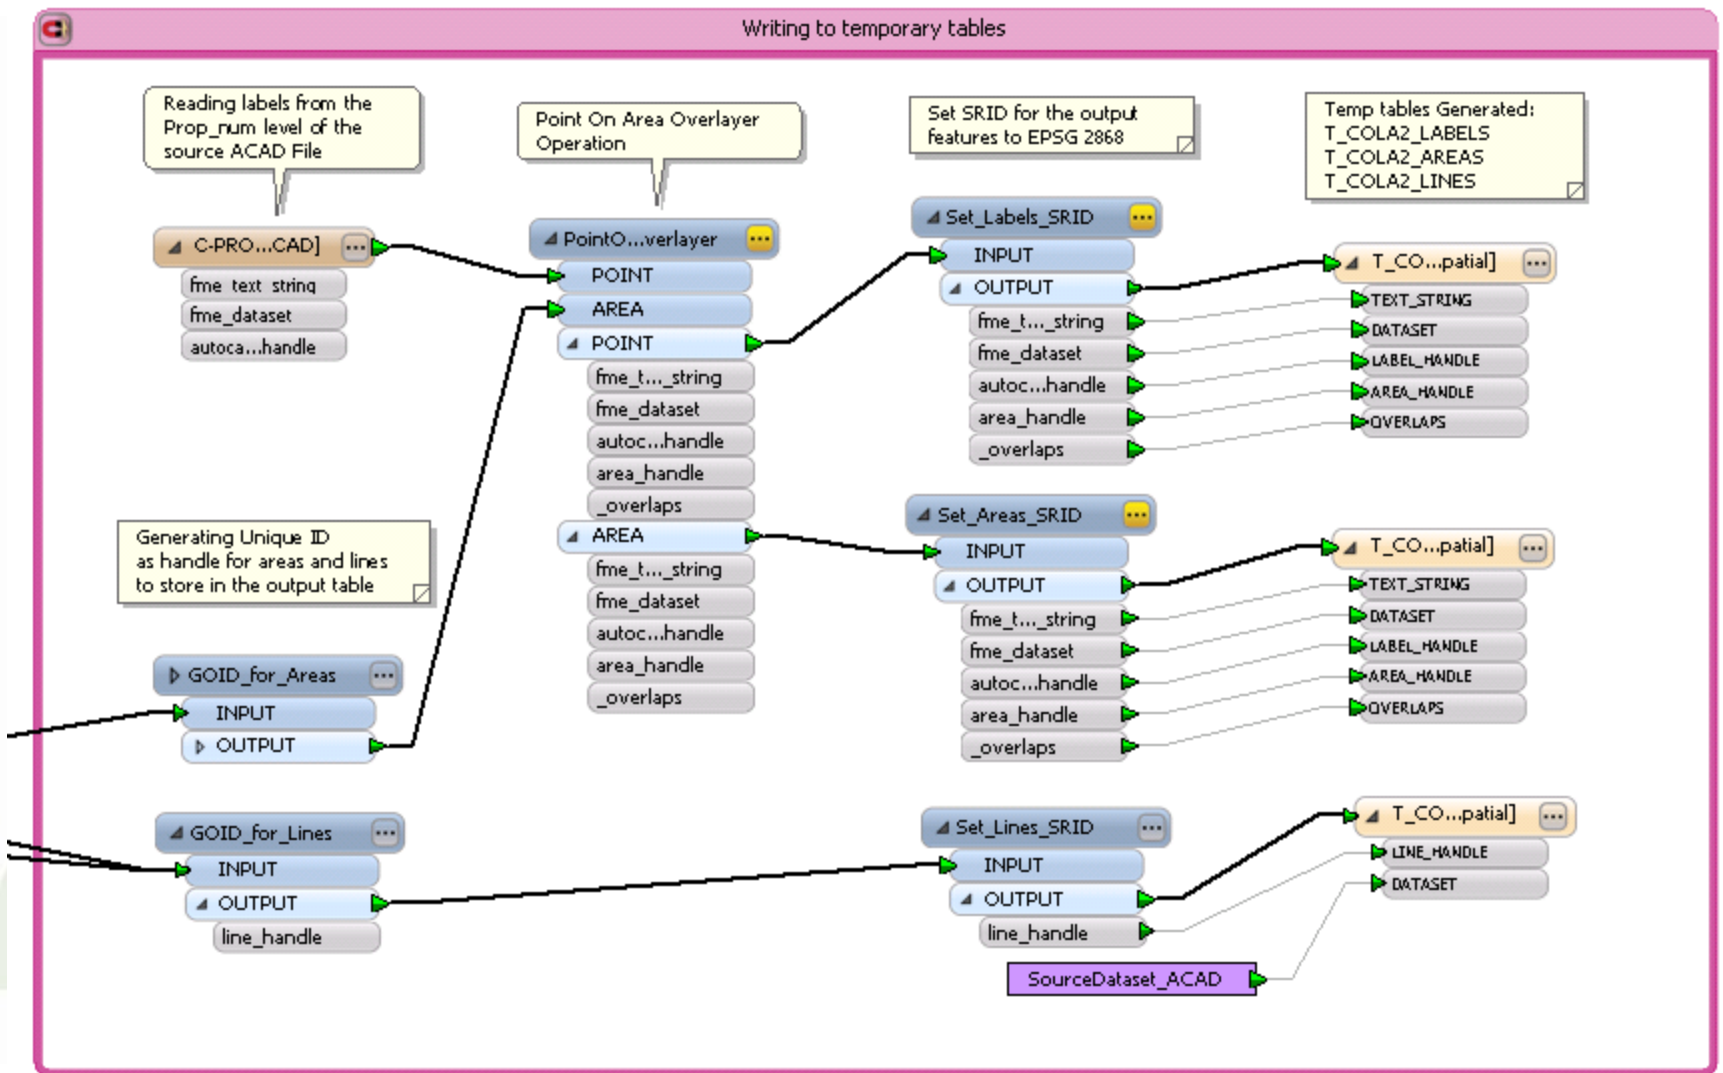 Writing to temporary tables
Reading labels from the
Prop_num level of the
source ACAD File
Point On Area Overlayer
Operation
Set SRID for the output
features to EPSG 2868
Temp tables Generated:
T_COLA2_LABELS
T_COLA2_AREAS
T_COLA2_LINES
C-PRO...CAD]
fme_text_string
fme_dataset
autoca...handle
PointO...verlayer
POINT
AREA
POINT
fme_t..._string
fme_dataset
autoc...handle
area_handle
_overlaps
AREA
fme_t..._string
fme_dataset
autoc...handle
area_handle
_overlaps
Set_Labels_SRID
INPUT
OUTPUT
fme_t..._string
fme_dataset
autoc...handle
area_handle
_overlaps
T_CO...patial]
TEXT_STRING
DATASET
LABEL_HANDLE
AREA_HANDLE
OVERLAPS
Generating Unique ID
as handle for areas and lines
to store in the output table
GOID_for_Areas
INPUT
OUTPUT
Set_Areas_SRID
INPUT
OUTPUT
fme_t..._string
fme_dataset
autoc...handle
area_handle
_overlaps
T_CO...patial]
TEXT_STRING
DATASET
LABEL_HANDLE
AREA_HANDLE
OVERLAPS
GOID_for_Lines
INPUT
OUTPUT
line_handle
Set_Lines_SRID
INPUT
OUTPUT
line_handle
SourceDataset_ACAD
T_CO...patial]
LINE_HANDLE
DATASET